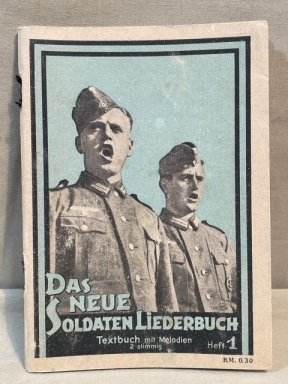 DAS
NEUE
SOLDATEN LIEDERBUCH
Textbuch mit Melodien
2 stimmig
Heft 1
RM. 0.30